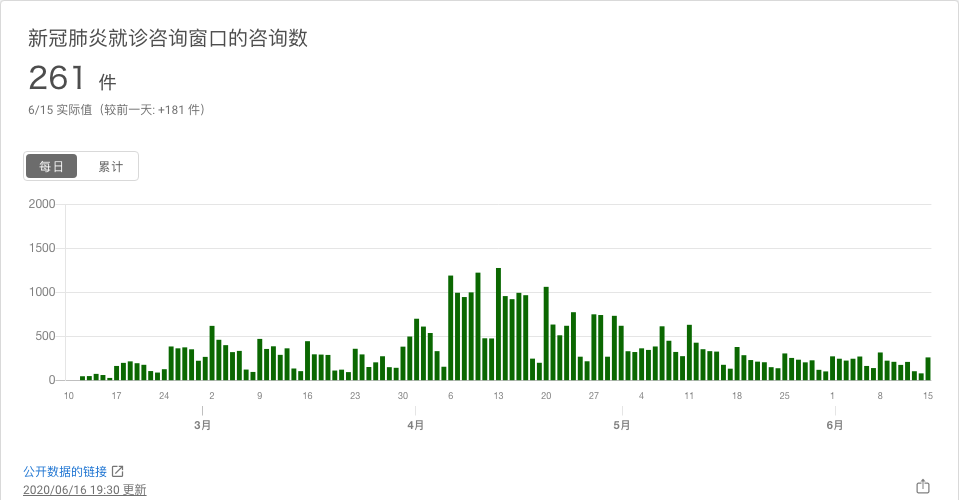 新冠肺炎就诊咨询窗口的咨询数
261 件
6/15 实际值（较前一天: +181 件）
每日 累计
2000
1500
1000
500
0
10 17 24 2 9 16 23 30 6 13 20 27 4 11 18 25 1 8 15
3月 4月 5月 6月
公开数据的链接
2020/06/16 19:30 更新